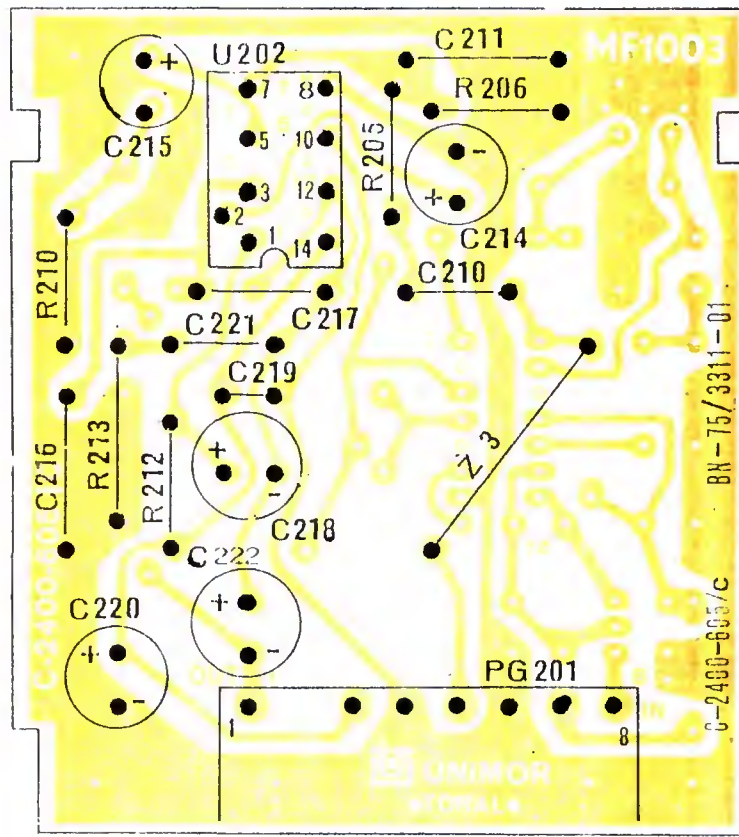 MF1003
U202
C211
+
C215
7 8
R206
5 10
R205
-
+
3 12
2
1 14
C214
R210
C210
C217
C221
C219
C216
R213
R212
+
-
C218
Z 3
BN-75/3311-01
C-2400-605/c
C222
+
-
C220
+
-
PG201
1 8
UNIMOR